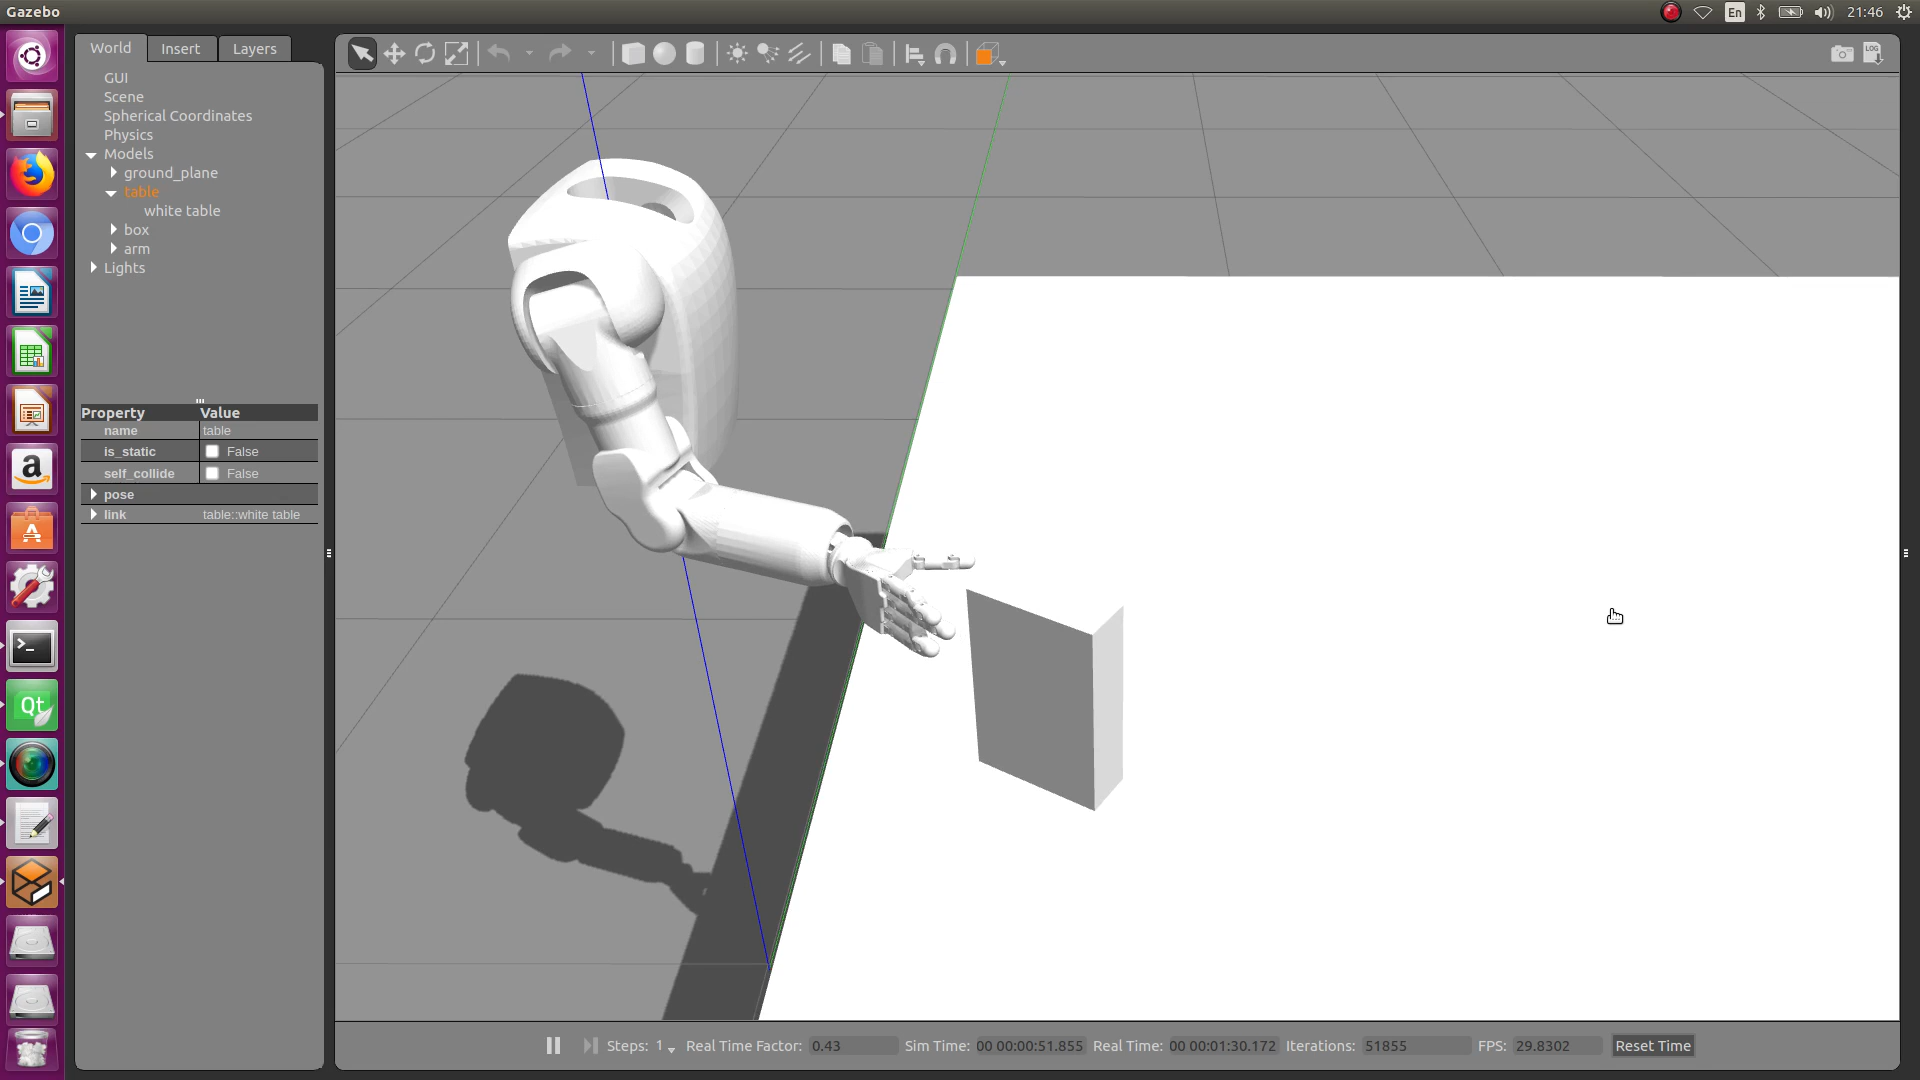 Gazebo
En
21:46
World Insert Layers
LOG
GUI
Scene
Spherical Coordinates
Physics
Models
ground_plane
table
white table
box
arm
Lights
Property Value
name table
is_static False
self_collide False
pose
link table::white table
Qt
Steps: 1 Real Time Factor: 0.43 Sim Time: 00 00:00:51.855 Real Time: 00 00:01:30.172 Iterations: 51855 FPS: 29.8302 Reset Time